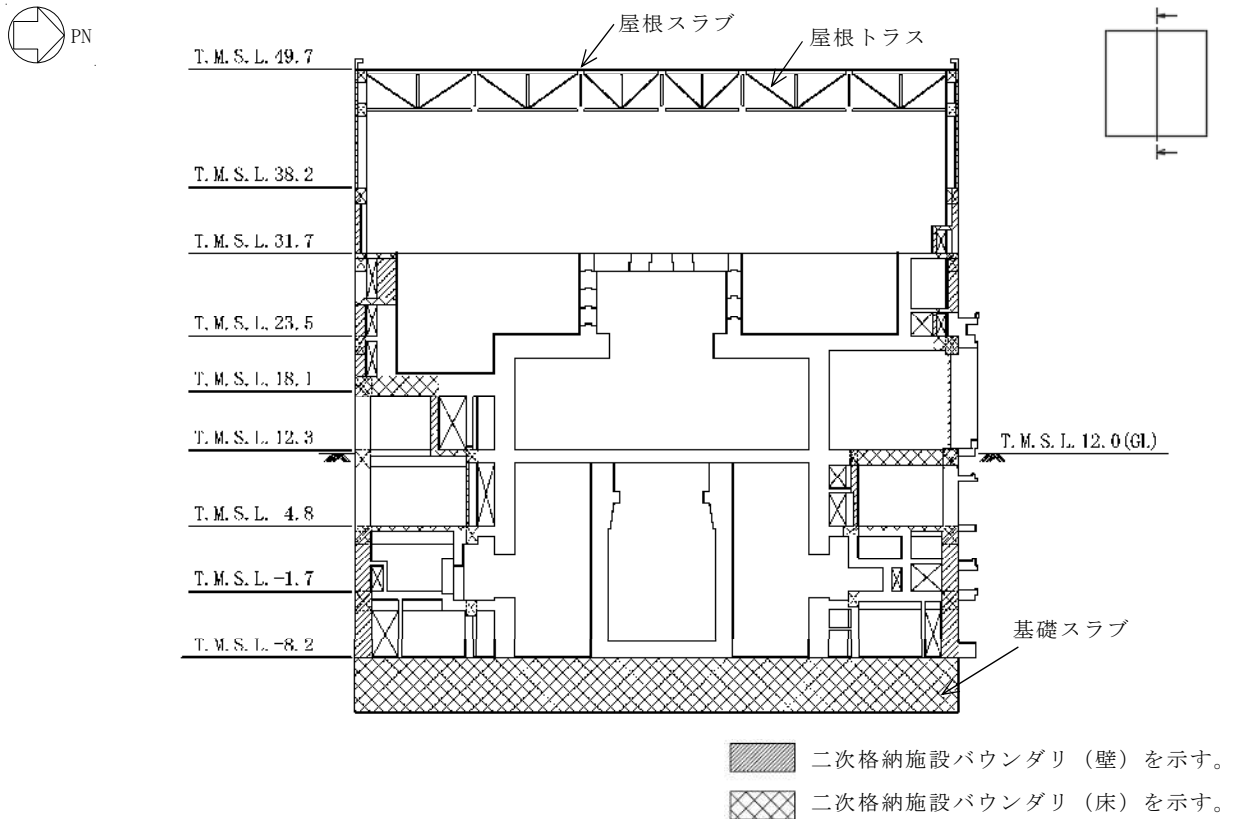 PN
屋根スラブ
屋根トラス
T.M.S.L.49.7
T.M.S.L.38.2
T.M.S.L.31.7
T.M.S.L.23.5
T.M.S.L.18.1
T.M.S.L.12.3
T.M.S.L.12.0(GL)
T.M.S.L. 4.8
T.M.S.L.-1.7
T.M.S.L.-8.2
基礎スラブ
二次格納施設バウンダリ（壁）を示す。
二次格納施設バウンダリ（床）を示す。